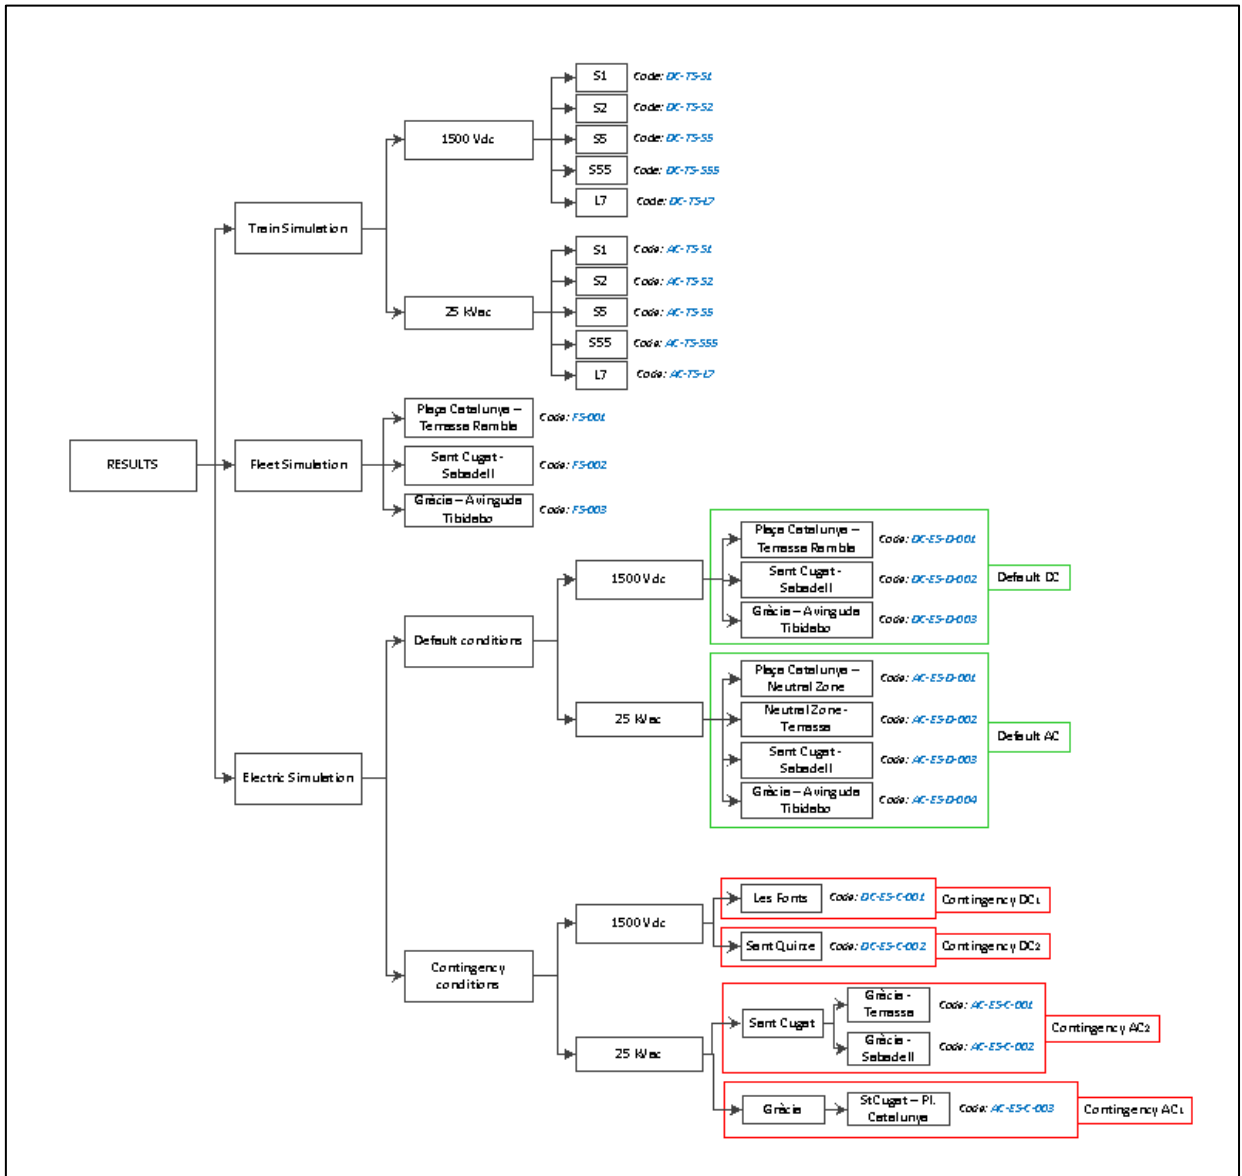 S1 Code: DC-TS-S1
S2 Code: DC-TS-S2
1500 Vdc
S5 Code: DC-TS-S5
S55 Code: DC-TS-S55
L7 Code: DC-TS-L7
Train Simulation
S1 Code: AC-TS-S1
S2 Code: AC-TS-S2
25 kVac
S5 Code: AC-TS-S5
S55 Code: AC-TS-S55
L7 Code: AC-TS-L7
RESULTS
Fleet Simulation
Plaça Catalunya –
Terrassa Rambla
Code: FS-001
Sant Cugat -
Sabadell
Code: FS-002
Gràcia – Avinguda
Tibidabo
Code: FS-003
Electric Simulation
Default conditions
1500 Vdc
Plaça Catalunya –
Terrassa Rambla
Code: DC-ES-D-001
Sant Cugat -
Sabadell
Code: DC-ES-D-002
Gràcia – Avinguda
Tibidabo
Code: DC-ES-D-003
Default DC
25 kVac
Plaça Catalunya –
Neutral Zone
Code: AC-ES-D-001
Neutral Zone -
Terrassa
Code: AC-ES-D-002
Sant Cugat -
Sabadell
Code: AC-ES-D-003
Gràcia – Avinguda
Tibidabo
Code: AC-ES-D-004
Default AC
Contingency
conditions
1500 Vdc
Les Fonts Code: DC-ES-C-001 Contingency DC1
Sant Quirze Code: DC-ES-C-002 Contingency DC2
25 kVac
Sant Cugat
Gràcia -
Terrassa
Code: AC-ES-C-001
Gràcia -
Sabadell
Code: AC-ES-C-002
Contingency AC2
Gràcia
StCugat – Pl.
Catalunya
Code: AC-ES-C-003
Contingency AC1